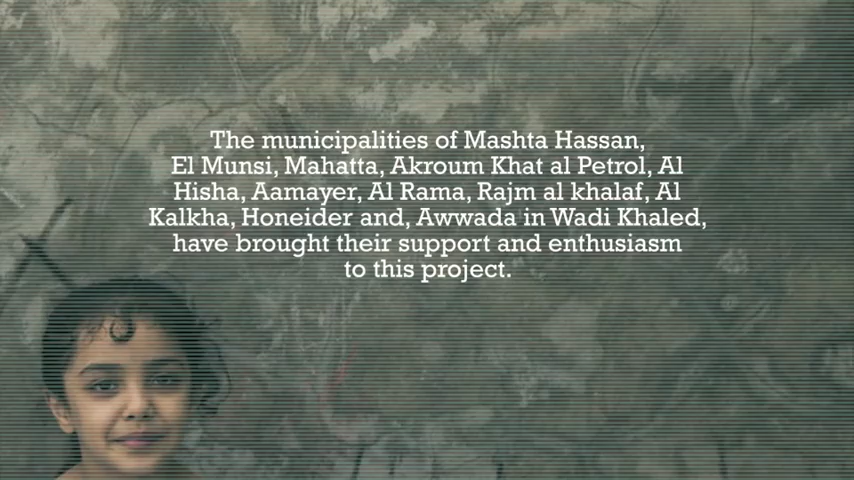 The municipalities of Mashta Hassan,
El Munsi, Mahatta, Akroum Khat al Petrol, Al
Hisha, Aamayer, Al Rama, Rajm al khalaf, Al
Kalkha, Honeider and, Awwada in Wadi Khaled,
have brought their support and enthusiasm
to this project.